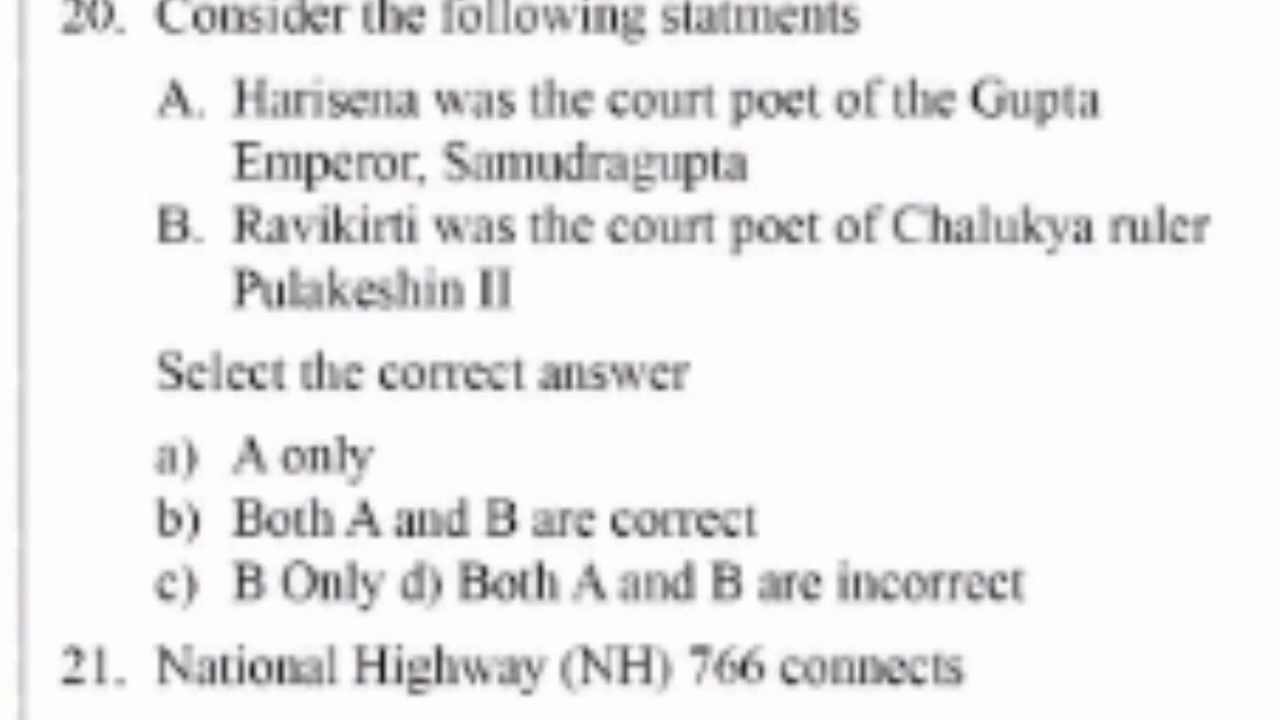 20. Consider the following statments
A. Harisena was the court poet of the Gupta
Emperor, Samudragupta
B. Ravikirti was the court poet of Chalukya ruler
Pulakeshin II
Select the correct answer
a) A only
b) Both A and B are correct
c) B Only d) Both A and B are incorrect
21. National Highway (NH) 766 connects